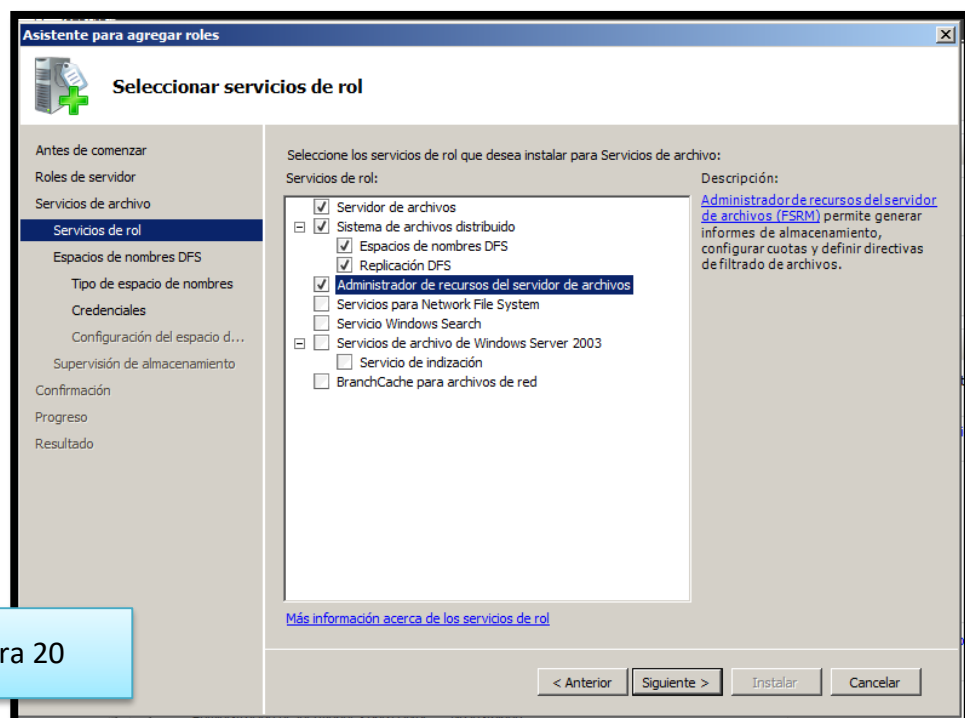 Asistente para agregar roles
Seleccionar servicios de rol
Antes de comenzar
Roles de servidor
Servicios de archivo
Servicios de rol
Espacios de nombres DFS
Tipo de espacio de nombres
Credenciales
Configuración del espacio d...
Supervisión de almacenamiento
Confirmación
Progreso
Resultado
Seleccione los servicios de rol que desea instalar para Servicios de archivo:
Servicios de rol:
Servidor de archivos
Sistema de archivos distribuido
Espacios de nombres DFS
Replicación DFS
Administrador de recursos del servidor de archivos
Servicios para Network File System
Servicio Windows Search
Servicios de archivo de Windows Server 2003
Servicio de indización
BranchCache para archivos de red
Más información acerca de los servicios de rol
Descripción:
Administrador de recursos del servidor
de archivos (FSRM) permite generar
informes de almacenamiento,
configurar cuotas y definir directivas
de filtrado de archivos.
ra 20
< Anterior
Siguiente >
Instalar
Cancelar